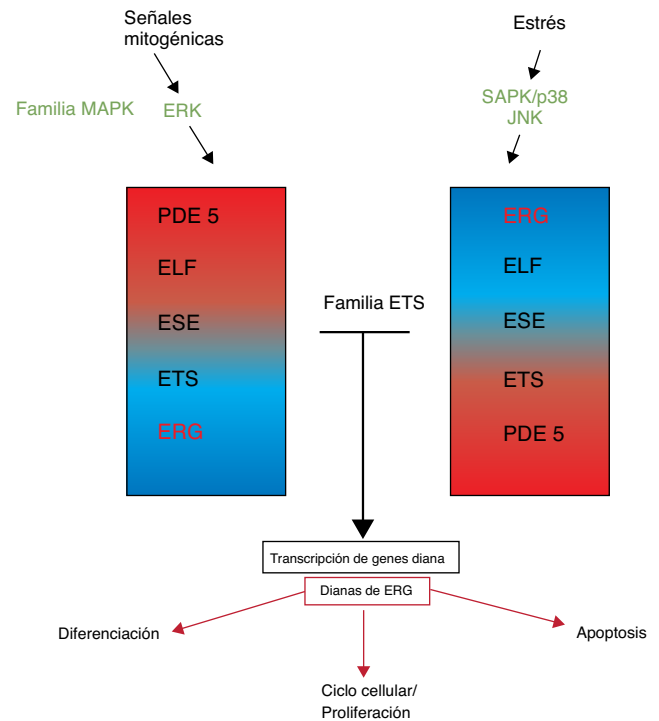 Señales
mitogénicas
Estrés
Familia MAPK
ERK
SAPK/p38
JNK
PDE 5
ELF
ESE
ETS
ERG
Familia ETS
ERG
ELF
ESE
ETS
PDE 5
Transcripción de genes diana
Dianas de ERG
Diferenciación
Apoptosis
Ciclo cellular/
Proliferación